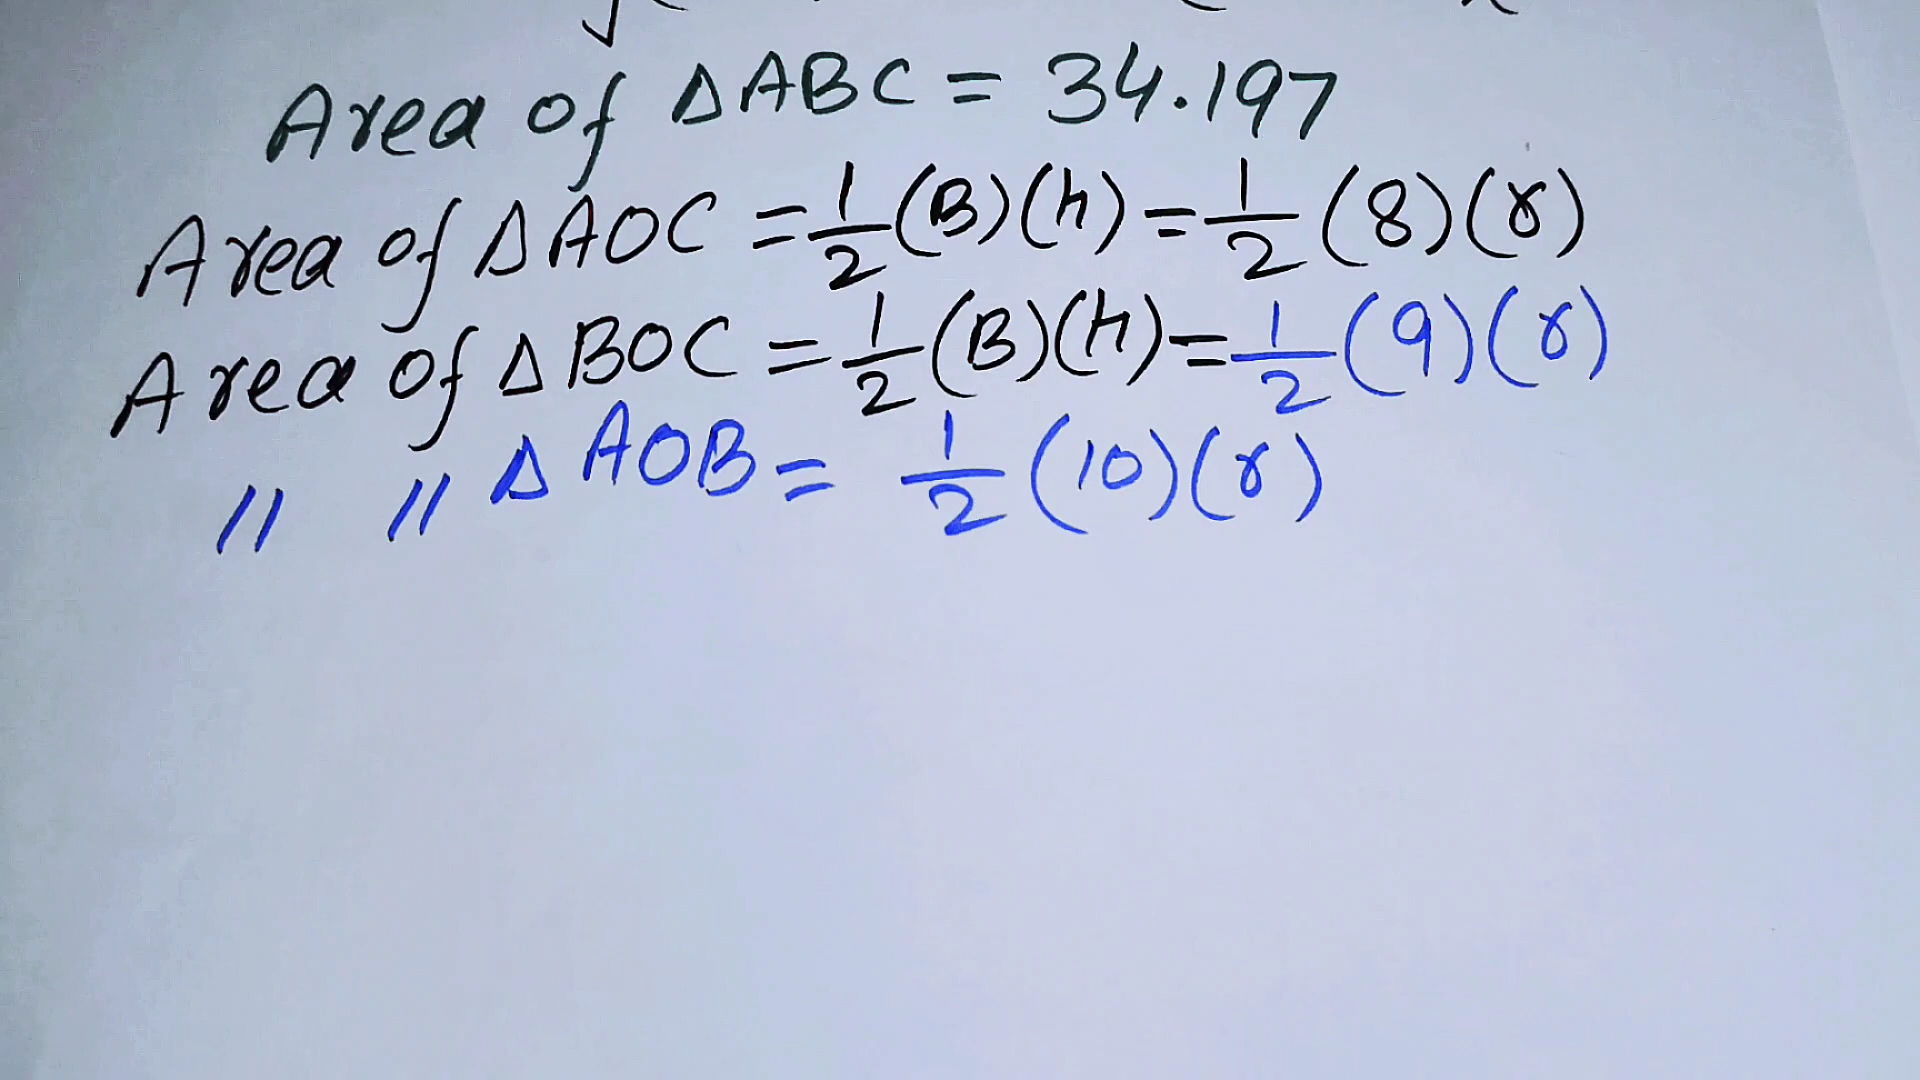 Area of ΔABC = 34.197
Area of ΔAOC = 1/2 (B)(h) = 1/2 (8)(r)
Area of ΔBOC = 1/2 (B)(h) = 1/2 (9)(r)
〃 〃 ΔAOB = 1/2 (10)(r)